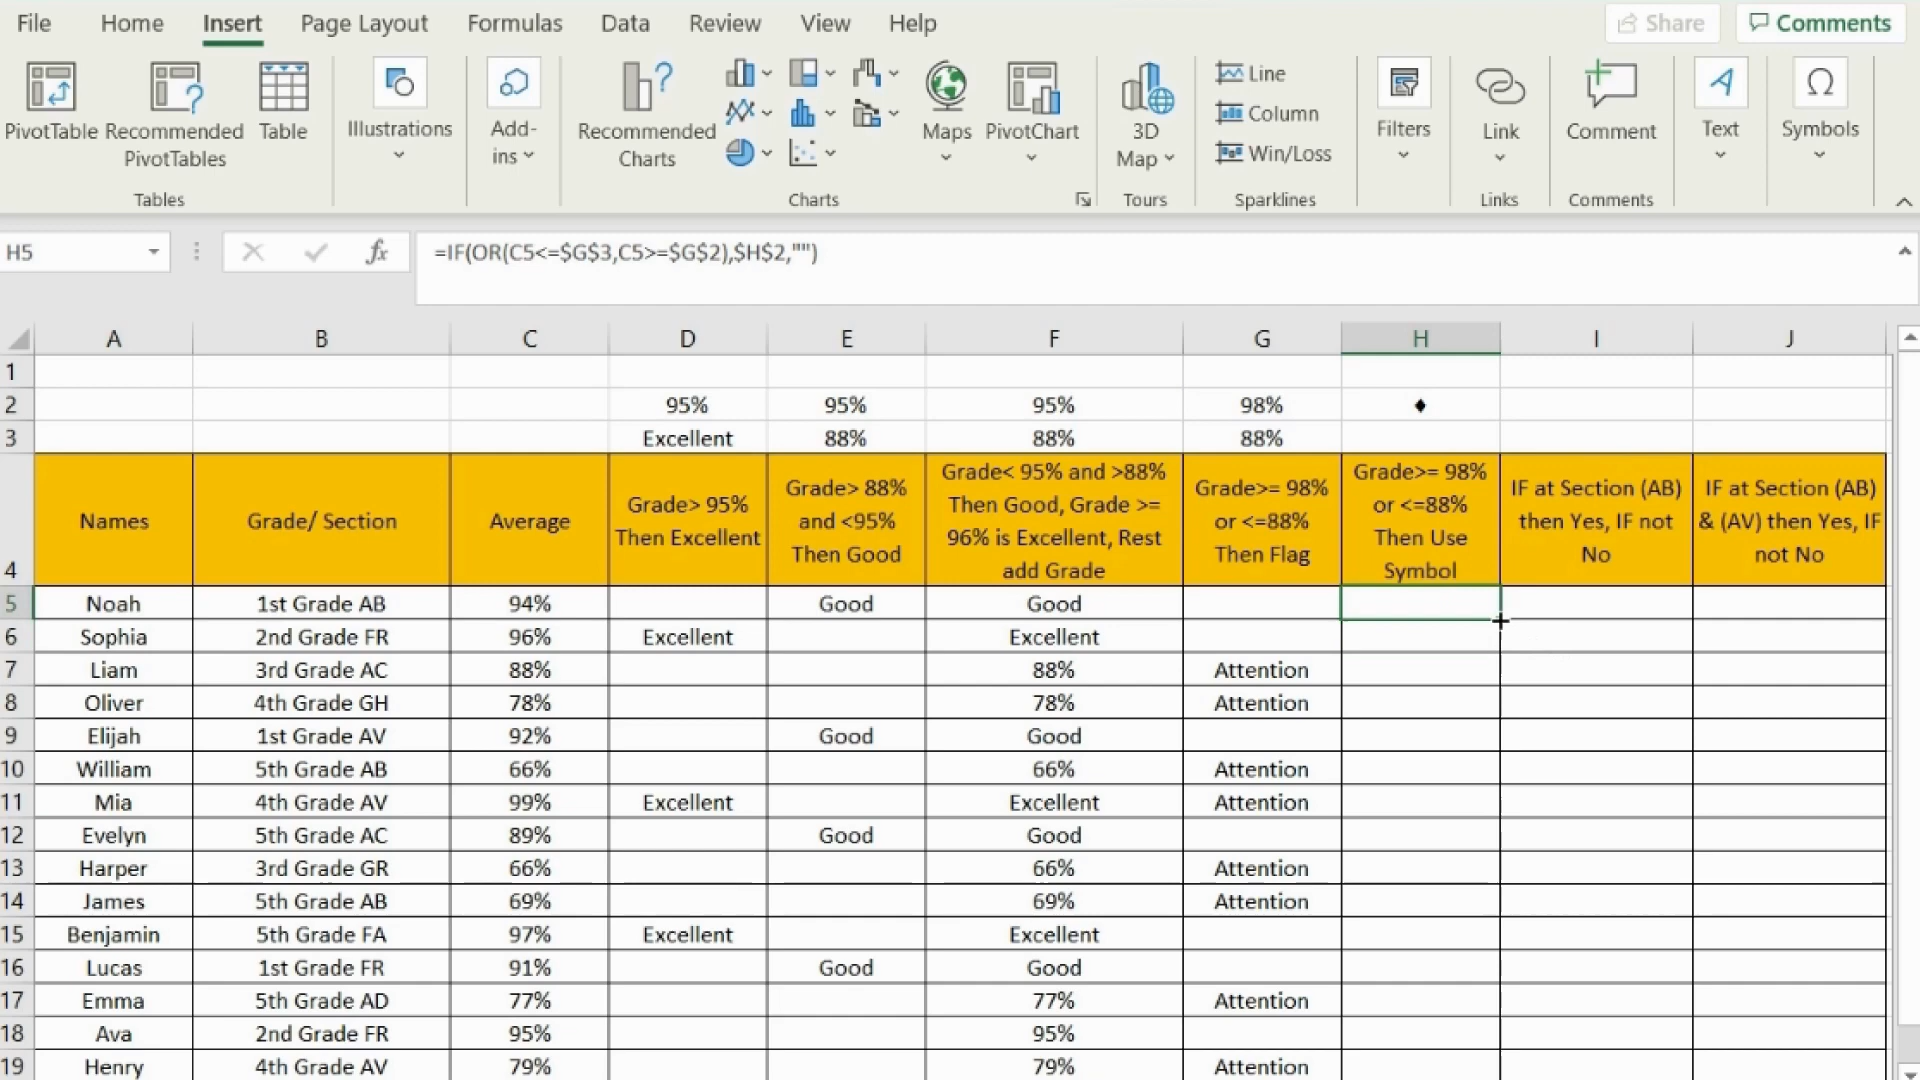 File Home Insert Page Layout Formulas Data Review View Help Share Comments
PivotTable Recommended PivotTables Table Illustrations Add-ins Recommended Charts Maps PivotChart 3D Map Line Column Win/Loss Filters Link Comment Text Symbols
Tables Charts Tours Sparklines Links Comments
H5 fx =IF(OR(C5<=$G$3,C5>=$G$2),$H$2,"")
A B C D E F G H I J
1
2 95% 95% 95% 98% ♦
3 Excellent 88% 88% 88%
4 Names Grade/ Section Average Grade> 95% Then Excellent Grade> 88% and <95% Then Good Grade< 95% and >88% Then Good, Grade >= 96% is Excellent, Rest add Grade Grade>= 98% or <=88% Then Flag Grade>= 98% or <=88% Then Use Symbol IF at Section (AB) then Yes, IF not No IF at Section (AB) & (AV) then Yes, IF not No
5 Noah 1st Grade AB 94% Good Good
6 Sophia 2nd Grade FR 96% Excellent Excellent
7 Liam 3rd Grade AC 88% 88% Attention
8 Oliver 4th Grade GH 78% 78% Attention
9 Elijah 1st Grade AV 92% Good Good
10 William 5th Grade AB 66% 66% Attention
11 Mia 4th Grade AV 99% Excellent Excellent Attention
12 Evelyn 5th Grade AC 89% Good Good
13 Harper 3rd Grade GR 66% 66% Attention
14 James 5th Grade AB 69% 69% Attention
15 Benjamin 5th Grade FA 97% Excellent Excellent
16 Lucas 1st Grade FR 91% Good Good
17 Emma 5th Grade AD 77% 77% Attention
18 Ava 2nd Grade FR 95% 95%
19 Henry 4th Grade AV 79% 79% Attention